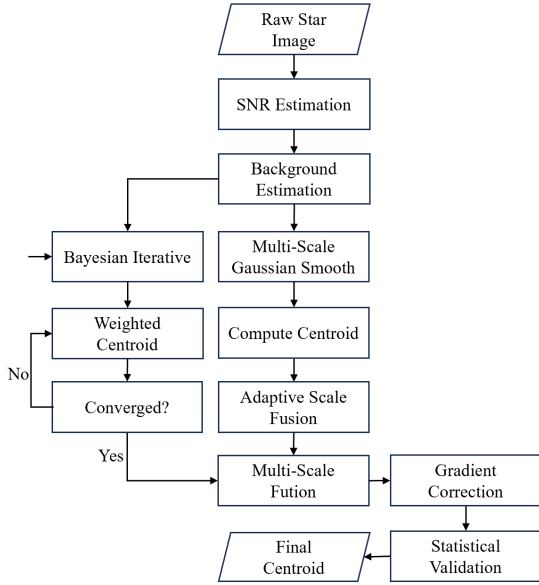 Raw Star
Image
SNR Estimation
Background
Estimation
Bayesian Iterative
Multi-Scale
Gaussian Smooth
Weighted
Centroid
Compute Centroid
No
Converged?
Adaptive Scale
Fusion
Yes
Multi-Scale
Fution
Gradient
Correction
Final
Centroid
Statistical
Validation